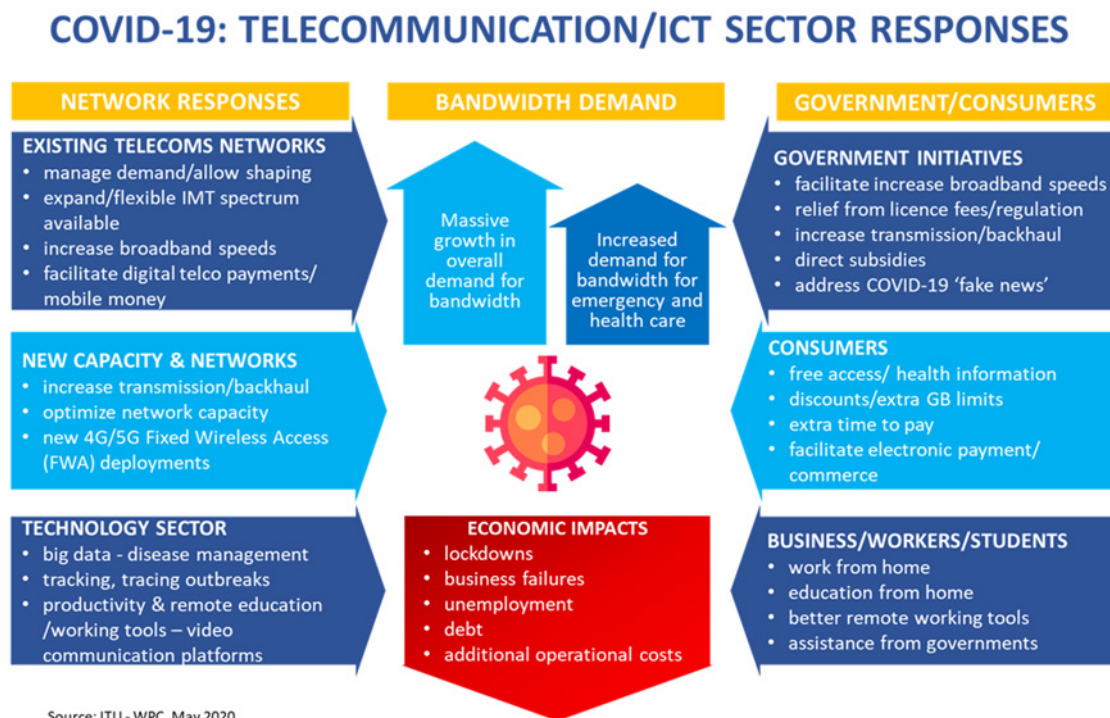 COVID-19: TELECOMMUNICATION/ICT SECTOR RESPONSES
NETWORK RESPONSES
EXISTING TELECOMS NETWORKS
• manage demand/allow shaping
• expand/flexible IMT spectrum
available
• increase broadband speeds
• facilitate digital telco payments/
mobile money
NEW CAPACITY & NETWORKS
• increase transmission/backhaul
• optimize network capacity
• new 4G/5G Fixed Wireless Access
(FWA) deployments
TECHNOLOGY SECTOR
• big data - disease management
• tracking, tracing outbreaks
• productivity & remote education
/working tools – video
communication platforms
BANDWIDTH DEMAND
Massive
growth in
overall
demand for
bandwidth
Increased
demand for
bandwidth for
emergency and
health care
ECONOMIC IMPACTS
• lockdowns
• business failures
• unemployment
• debt
• additional operational costs
GOVERNMENT/CONSUMERS
GOVERNMENT INITIATIVES
• facilitate increase broadband speeds
• relief from licence fees/regulation
• increase transmission/backhaul
• direct subsidies
• address COVID-19 ‘fake news’
CONSUMERS
• free access/ health information
• discounts/extra GB limits
• extra time to pay
• facilitate electronic payment/
commerce
BUSINESS/WORKERS/STUDENTS
• work from home
• education from home
• better remote working tools
• assistance from governments
Source: ITU - WPC, May 2020